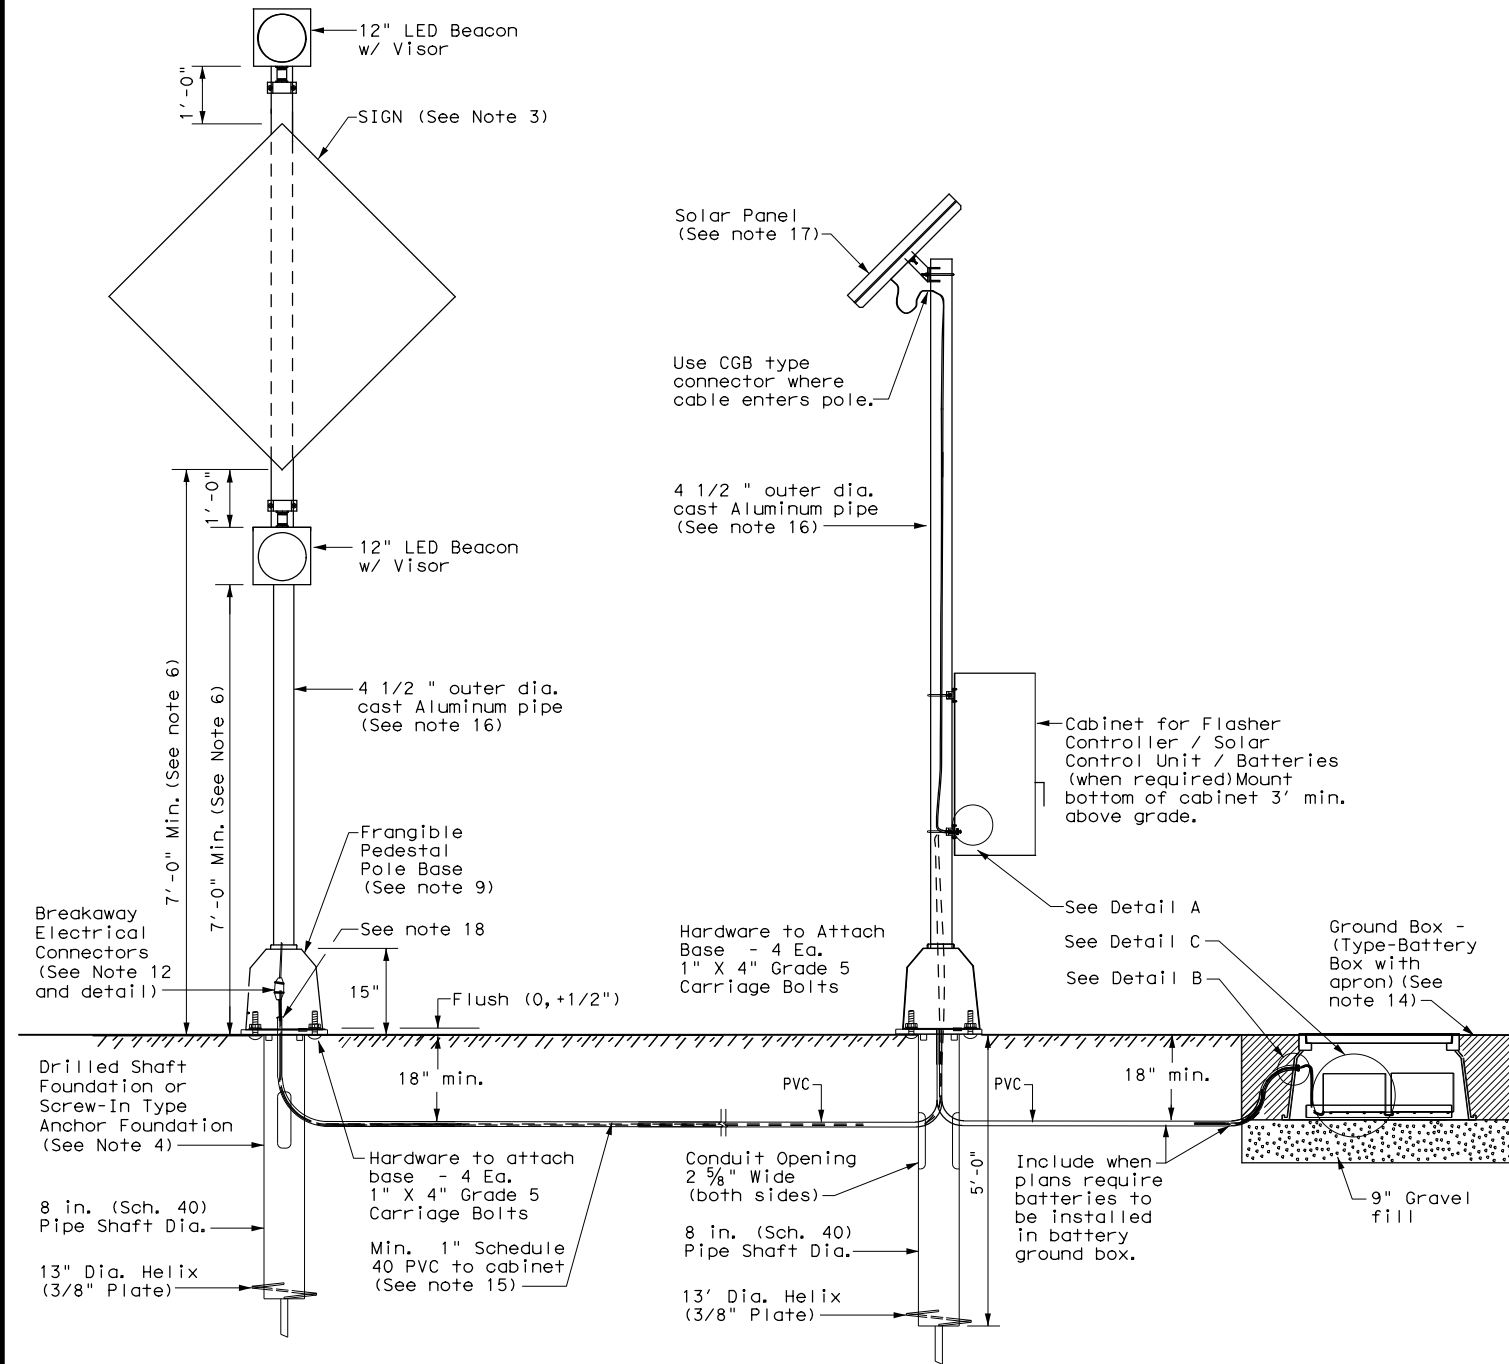 12" LED Beacon
w/ Visor
1'-0"
SIGN (See Note 3)
Solar Panel
(See note 17)
Use CGB type
connector where
cable enters pole.
1'-0"
4 1/2 " outer dia.
cast Aluminum pipe
(See note 16)
12" LED Beacon
w/ Visor
7'-0" Min. (See note 6)
7'-0" Min. (See Note 6)
4 1/2 " outer dia.
cast Aluminum pipe
(See note 16)
Cabinet for Flasher
Controller / Solar
Control Unit / Batteries
(when required)Mount
bottom of cabinet 3' min.
above grade.
Frangible
Pedestal
Pole Base
(See note 9)
See note 18
Breakaway
Electrical
Connectors
(See Note 12
and detail)
15"
Flush (0,+1/2")
Hardware to Attach
Base - 4 Ea.
1" X 4" Grade 5
Carriage Bolts
See Detail A
See Detail C
See Detail B
Ground Box -
(Type-Battery
Box with
apron)(See
note 14)
Drilled Shaft
Foundation or
Screw-In Type
Anchor Foundation
(See Note 4)
18" min.
PVC
PVC
18" min.
Hardware to attach
base - 4 Ea.
1" X 4" Grade 5
Carriage Bolts
Conduit Opening
2 5/8" Wide
(both sides)
5'-0"
Include when
plans require
batteries to
be installed
in battery
ground box.
9" Gravel
fill
8 in. (Sch. 40)
Pipe Shaft Dia.
Min. 1" Schedule
40 PVC to cabinet
(See note 15)
8 in. (Sch. 40)
Pipe Shaft Dia.
13" Dia. Helix
(3/8" Plate)
13' Dia. Helix
(3/8" Plate)